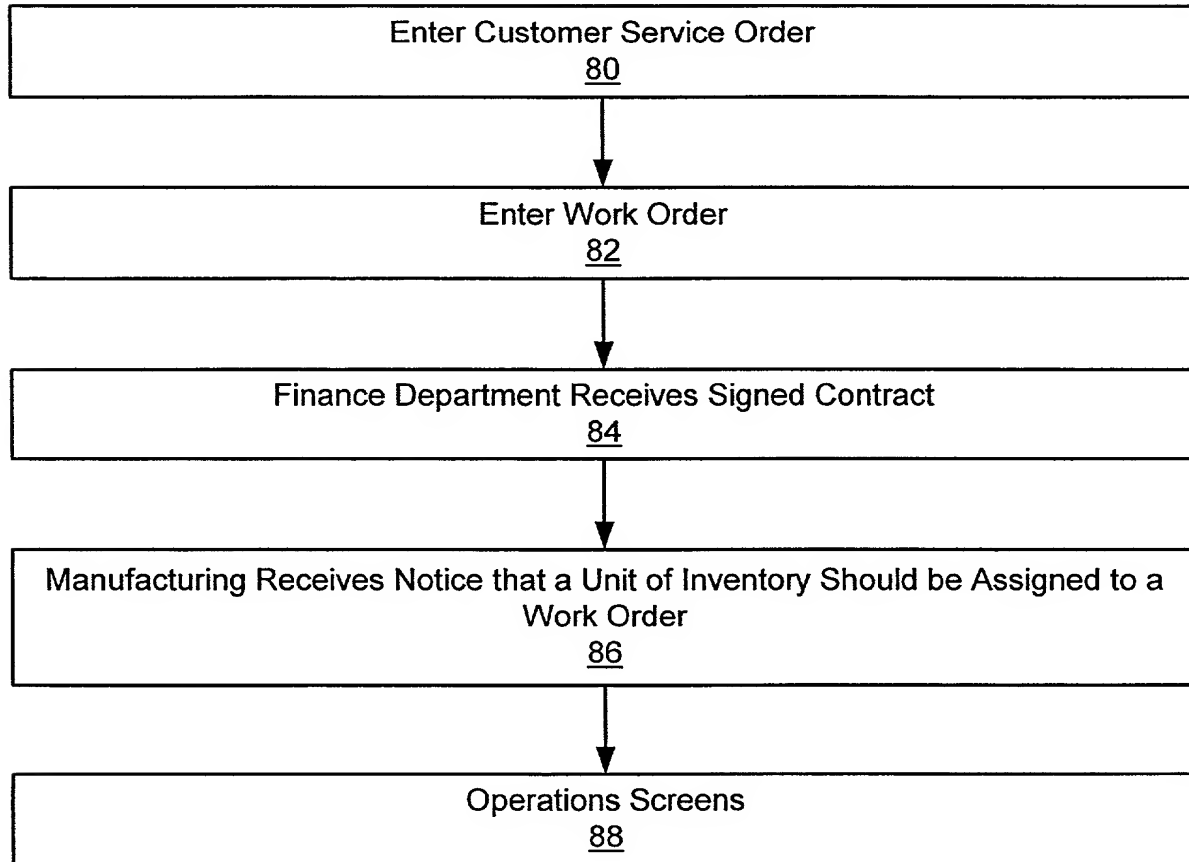 Enter Customer Service Order
80
Enter Work Order
82
Finance Department Receives Signed Contract
84
Manufacturing Receives Notice that a Unit of Inventory Should be Assigned to a
Work Order
86
Operations Screens
88